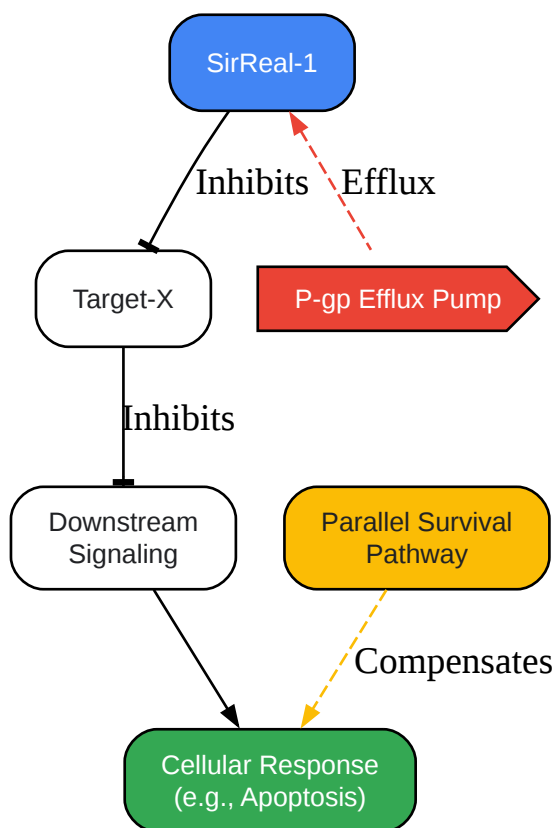 SirReal-1
Inhibits
Efflux
Target-X
P-gp Efflux Pump
Inhibits
Downstream
Signaling
Parallel Survival
Pathway
Compensates
Cellular Response
(e.g., Apoptosis)